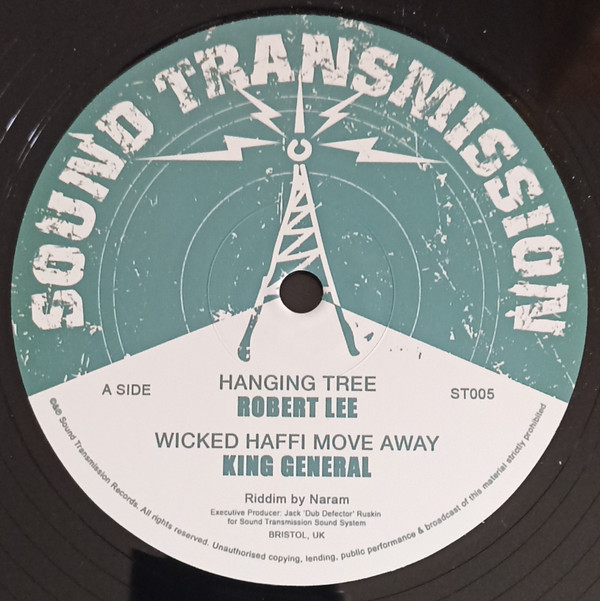 SOUND TRANSMISSION
A SIDE
ST005
HANGING TREE
ROBERT LEE
WICKED HAFFI MOVE AWAY
KING GENERAL
Riddim by Naram
Executive Producer: Jack 'Dub Defector' Ruskin
for Sound Transmission Sound System
BRISTOL, UK
©&℗ Sound Transmission Records. All rights reserved. Unauthorised copying, lending, public performance & broadcast of this material strictly prohibited